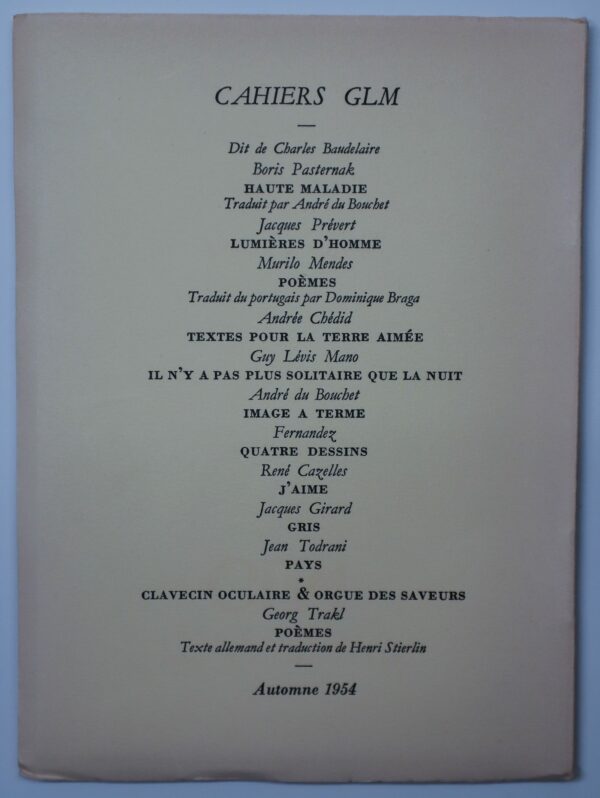 CAHIERS GLM
Dit de Charles Baudelaire
Boris Pasternak
HAUTE MALADIE
Traduit par André du Bouchet
Jacques Prévert
LUMIÈRES D'HOMME
Murilo Mendes
POÈMES
Traduit du portugais par Dominique Braga
Andrée Chédid
TEXTES POUR LA TERRE AIMÉE
Guy Lévis Mano
IL N'Y A PAS PLUS SOLITAIRE QUE LA NUIT
André du Bouchet
IMAGE A TERME
Fernandez
QUATRE DESSINS
René Cazelles
J'AIME
Jacques Girard
GRIS
Jean Todrani
PAYS
*
CLAVECIN OCULAIRE & ORGUE DES SAVEURS
Georg Trakl
POÈMES
Texte allemand et traduction de Henri Stierlin
Automne 1954